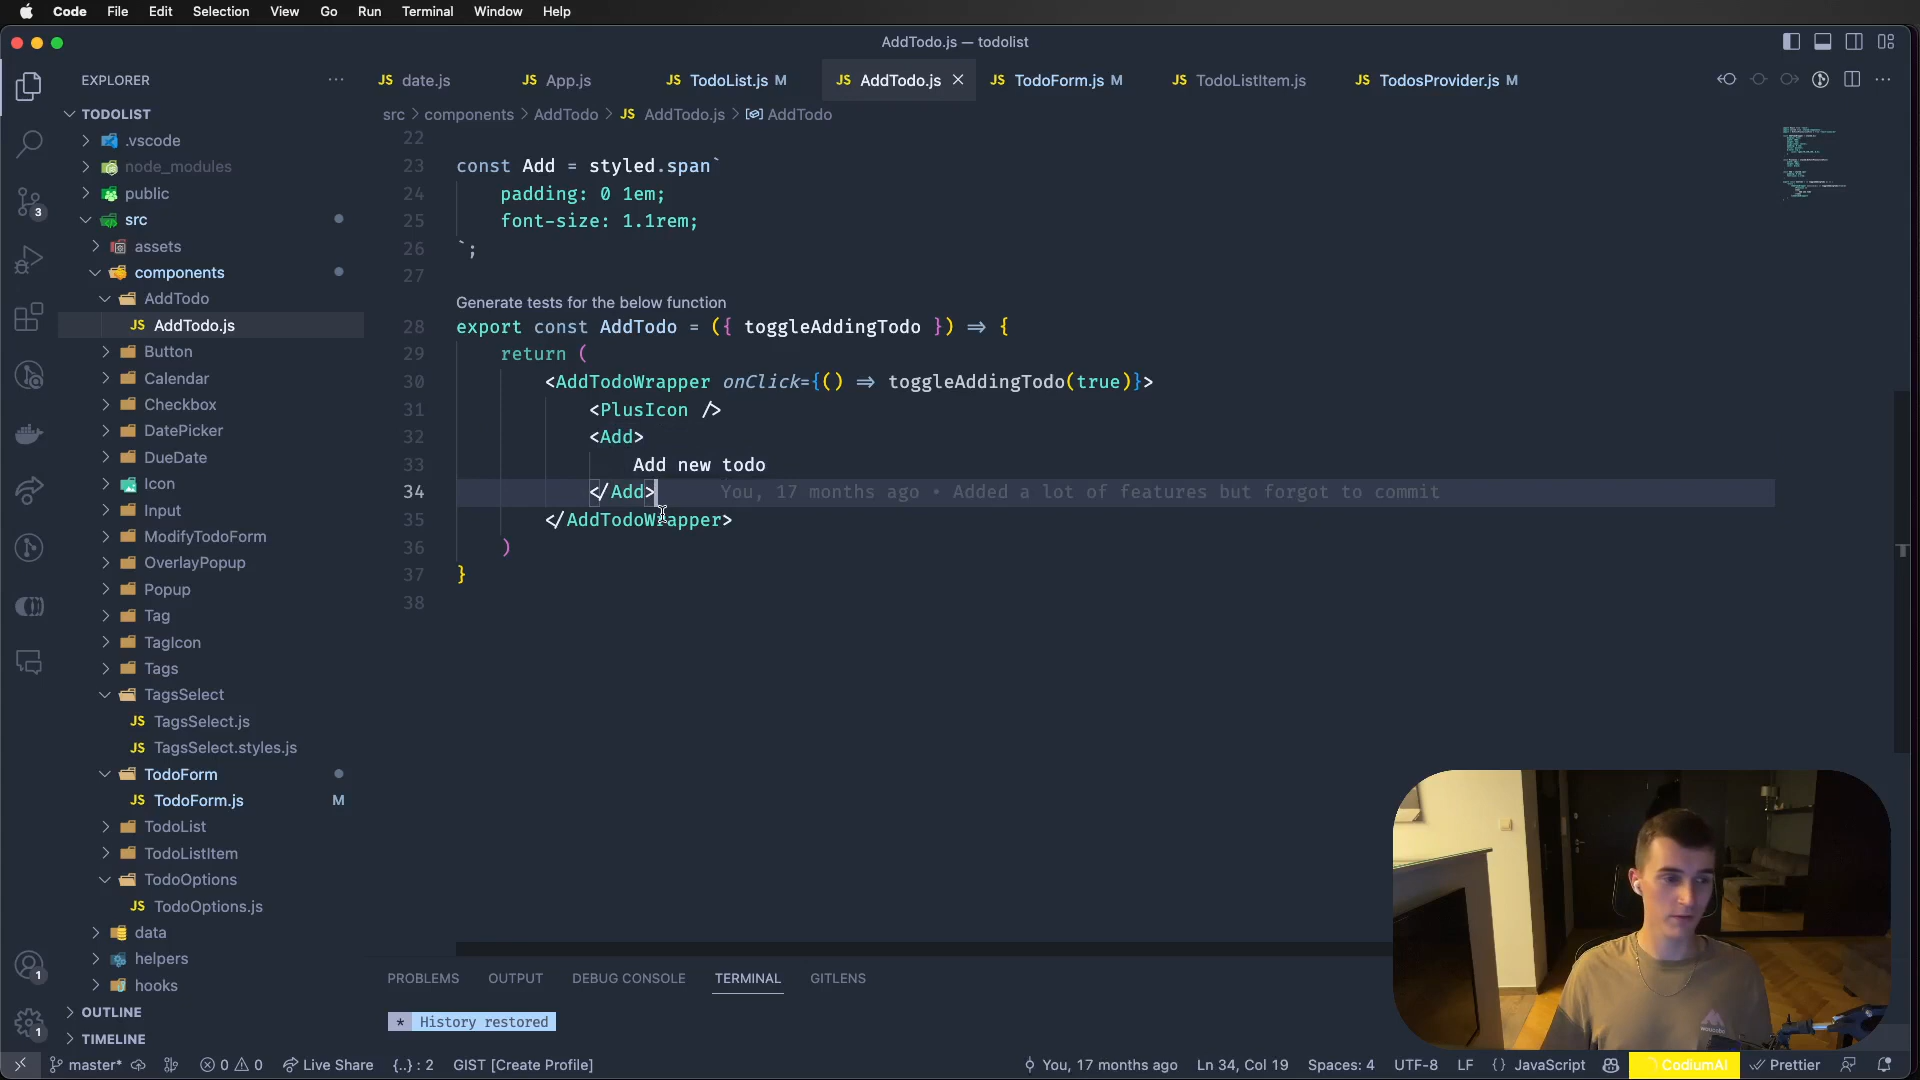 Code File Edit Selection View Go Run Terminal Window Help
AddTodo.js — todolist
EXPLORER ...
JS date.js JS App.js JS TodoList.js M JS AddTodo.js JS TodoForm.js M JS TodoListItem.js JS TodosProvider.js M
src > components > AddTodo > JS AddTodo.js > AddTodo
TODOLIST
.vscode
node_modules
public
src
assets
components
AddTodo
JS AddTodo.js
Button
Calendar
Checkbox
DatePicker
DueDate
Icon
Input
ModifyTodoForm
OverlayPopup
Popup
Tag
TagIcon
Tags
TagsSelect
JS TagsSelect.js
JS TagsSelect.styles.js
TodoForm
JS TodoForm.js M
TodoList
TodoListItem
TodoOptions
JS TodoOptions.js
data
helpers
hooks
OUTLINE
TIMELINE
3
1
1
22
23 const Add = styled.span`
24 padding: 0 1em;
25 font-size: 1.1rem;
26 `;
27
Generate tests for the below function
28 export const AddTodo = ({ toggleAddingTodo }) => {
29 return (
30 <AddTodoWrapper onClick={() => toggleAddingTodo(true)}>
31 <PlusIcon />
32 <Add>
33 Add new todo
34 </Add> You, 17 months ago • Added a lot of features but forgot to commit
35 </AddTodoWrapper>
36 )
37 }
38
PROBLEMS OUTPUT DEBUG CONSOLE TERMINAL GITLENS
* History restored
master* 0 0 Live Share {..} : 2 GIST [Create Profile] You, 17 months ago Ln 34, Col 19 Spaces: 4 UTF-8 LF {} JavaScript CodiumAI Prettier